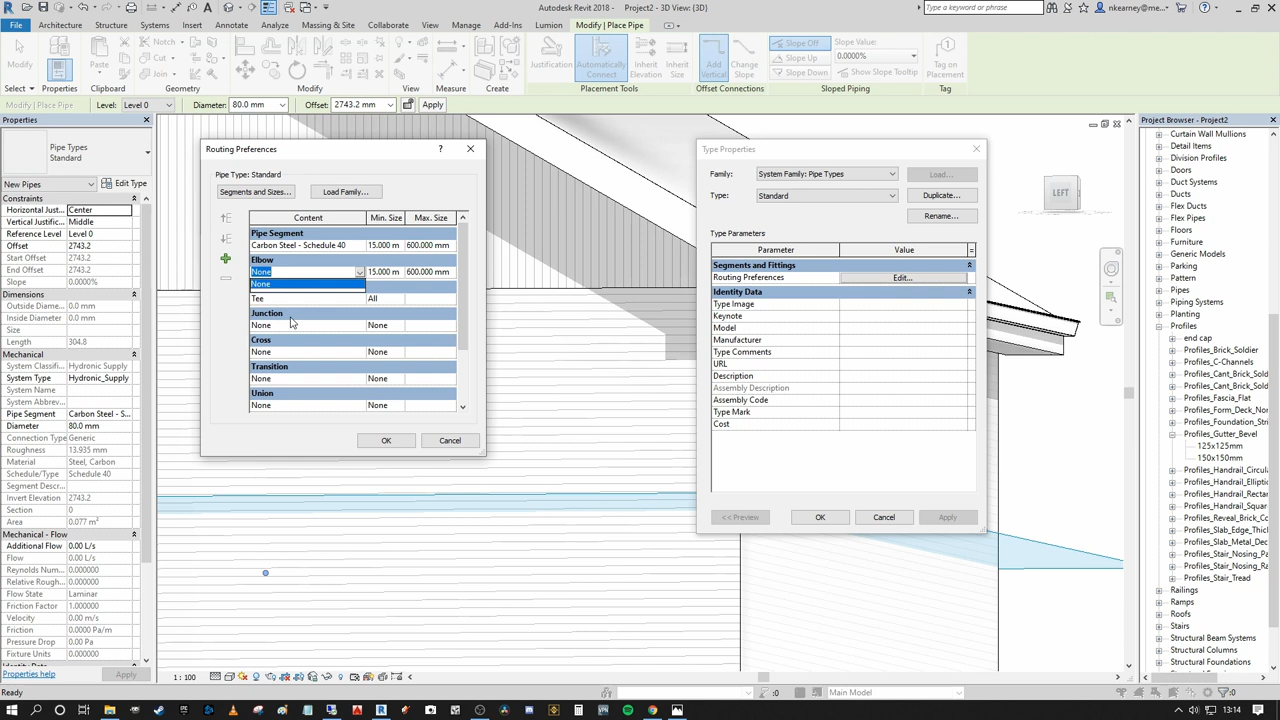 Autodesk Revit 2018 - Project2 - 3D View: {3D}
Type a keyword or phrase
nkearney@me...
File Architecture Structure Systems Insert Annotate Analyze Massing & Site Collaborate View Manage Add-Ins Lumion Modify | Place Pipe
Modify
Paste
Notch
Cut
Join
Justification
Automatically Connect
Inherit Elevation
Inherit Size
Add Vertical
Change Slope
Slope Off
Slope Up
Slope Down
Slope Value:
0.0000%
Show Slope Tooltip
Tag on Placement
Select Properties Clipboard Geometry Modify View Measure Create Placement Tools Offset Connections Sloped Piping Tag
Modify | Place Pipe Level: Level 0 Diameter: 80.0 mm Offset: 2743.2 mm Apply
Properties
Pipe Types
Standard
New Pipes Edit Type
Constraints
Horizontal Just... Center
Vertical Justific... Middle
Reference Level Level 0
Offset 2743.2
Start Offset 2743.2
End Offset 2743.2
Slope 0.0000%
Dimensions
Outside Diame... 0.0 mm
Inside Diameter 0.0 mm
Size
Length 304.8
Mechanical
System Classifi... Hydronic Supply
System Type Hydronic_Supply
System Name
System Abbrev...
Pipe Segment Carbon Steel - S...
Diameter 80.0 mm
Connection Type Generic
Roughness 13.935 mm
Material Steel, Carbon
Schedule/Type Schedule 40
Segment Descr...
Invert Elevation 2743.2
Section 0
Area 0.077 m²
Mechanical - Flow
Additional Flow 0.00 L/s
Flow 0.00 L/s
Reynolds Num... 0.000000
Relative Rough... 0.000000
Flow State Laminar
Friction Factor 1.000000
Velocity 0.00 m/s
Friction 0.0000 Pa/m
Pressure Drop 0.00 Pa
Fixture Units 0.000000
Identity Data
Properties help Apply
Routing Preferences
?
Pipe Type: Standard
Segments and Sizes... Load Family...
Content Min. Size Max. Size
Pipe Segment
Carbon Steel - Schedule 40 15.000 m 600.000 mm
Elbow
None 15.000 m 600.000 mm
None
Tee All
Junction
None None
Cross
None None
Transition
None None
Union
None None
OK Cancel
Type Properties
Family: System Family: Pipe Types Load...
Type: Standard Duplicate...
Rename...
Type Parameters
Parameter Value =
Segments and Fittings
Routing Preferences Edit...
Identity Data
Type Image
Keynote
Model
Manufacturer
Type Comments
URL
Description
Assembly Description
Assembly Code
Type Mark
Cost
<< Preview OK Cancel Apply
LEFT
Project Browser - Project2
Curtain Wall Mullions
Detail Items
Division Profiles
Doors
Duct Systems
Ducts
Flex Ducts
Flex Pipes
Floors
Furniture
Generic Models
Parking
Pattern
Pipes
Piping Systems
Planting
Profiles
end cap
Profiles_Brick_Soldier
Profiles_C-Channels
Profiles_Cant_Brick_Sold
Profiles_Fascia_Flat
Profiles_Form_Deck_Nor
Profiles_Foundation_Str
Profiles_Gutter_Bevel
125x125mm
150x150mm
Profiles_Handrail_Circula
Profiles_Handrail_Elliptic
Profiles_Handrail_Rectar
Profiles_Handrail_Squar
Profiles_Reveal_Brick_C
Profiles_Slab_Edge_Thic
Profiles_Slab_Metal_Dec
Profiles_Stair_Nosing_Pa
Profiles_Stair_Nosing_Ra
Profiles_Stair_Tread
Railings
Ramps
Roofs
Stairs
Structural Beam Systems
Structural Columns
Structural Foundations
1 : 100
Ready
:0
Main Model
:0
ENG 13:14